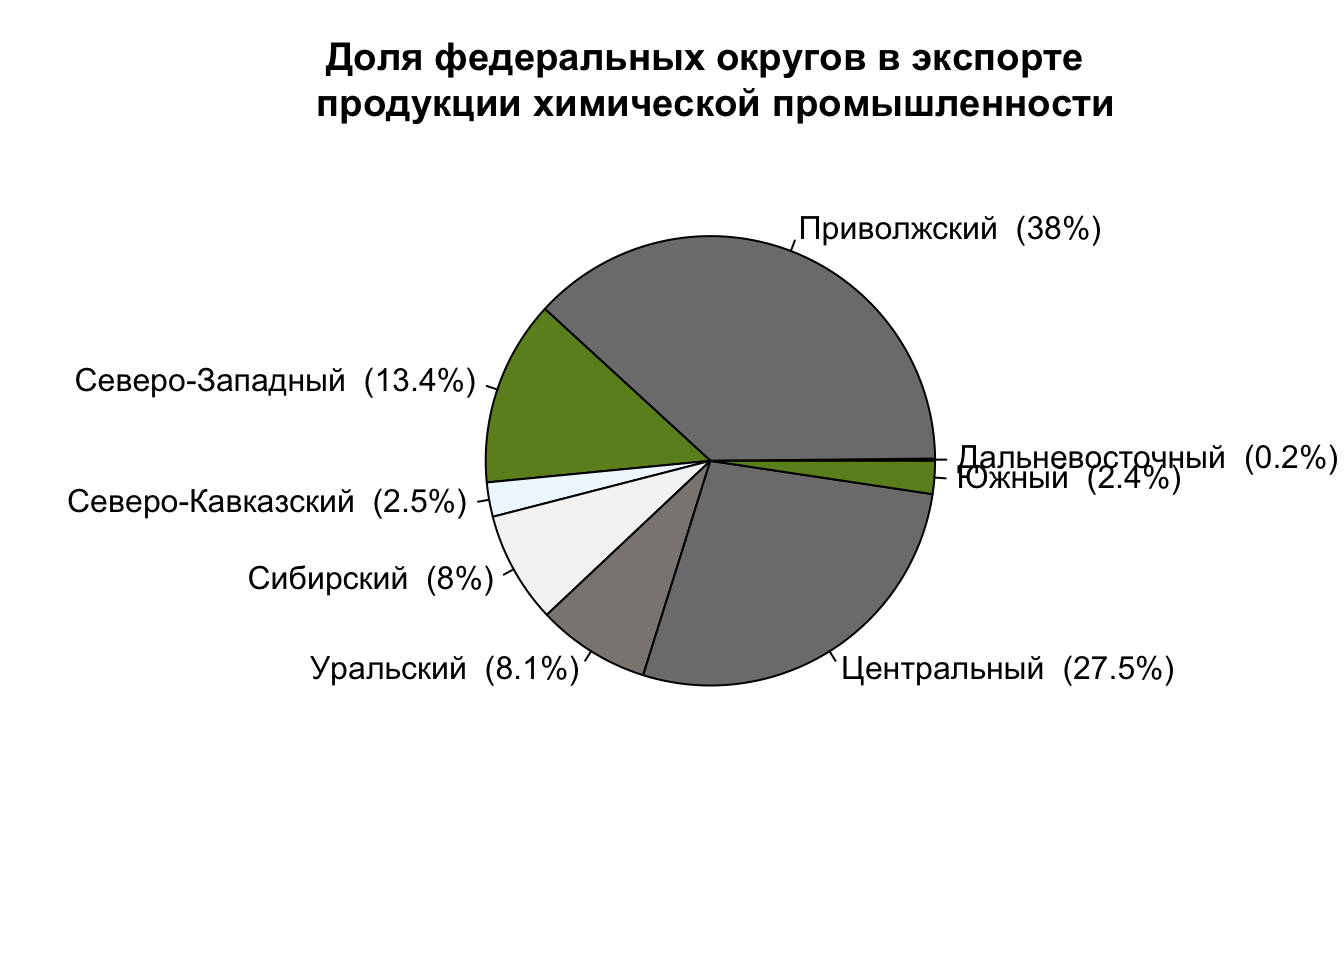 Доля федеральных округов в экспорте
продукции химической промышленности
Приволжский (38%)
Северо-Западный (13.4%)
Дальневосточный (0.2%)
Южный (2.4%)
Северо-Кавказский (2.5%)
Сибирский (8%)
Уральский (8.1%)
Центральный (27.5%)